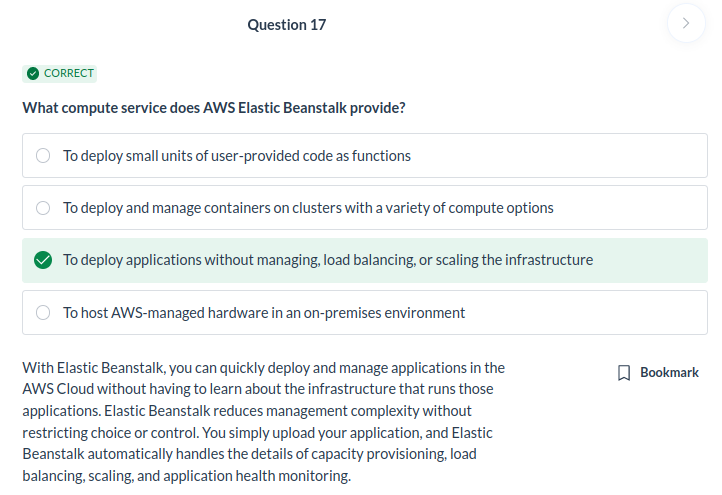 Question 17
CORRECT
What compute service does AWS Elastic Beanstalk provide?
To deploy small units of user-provided code as functions
To deploy and manage containers on clusters with a variety of compute options
To deploy applications without managing, load balancing, or scaling the infrastructure
To host AWS-managed hardware in an on-premises environment
With Elastic Beanstalk, you can quickly deploy and manage applications in the
AWS Cloud without having to learn about the infrastructure that runs those
applications. Elastic Beanstalk reduces management complexity without
restricting choice or control. You simply upload your application, and Elastic
Beanstalk automatically handles the details of capacity provisioning, load
balancing, scaling, and application health monitoring.
Bookmark